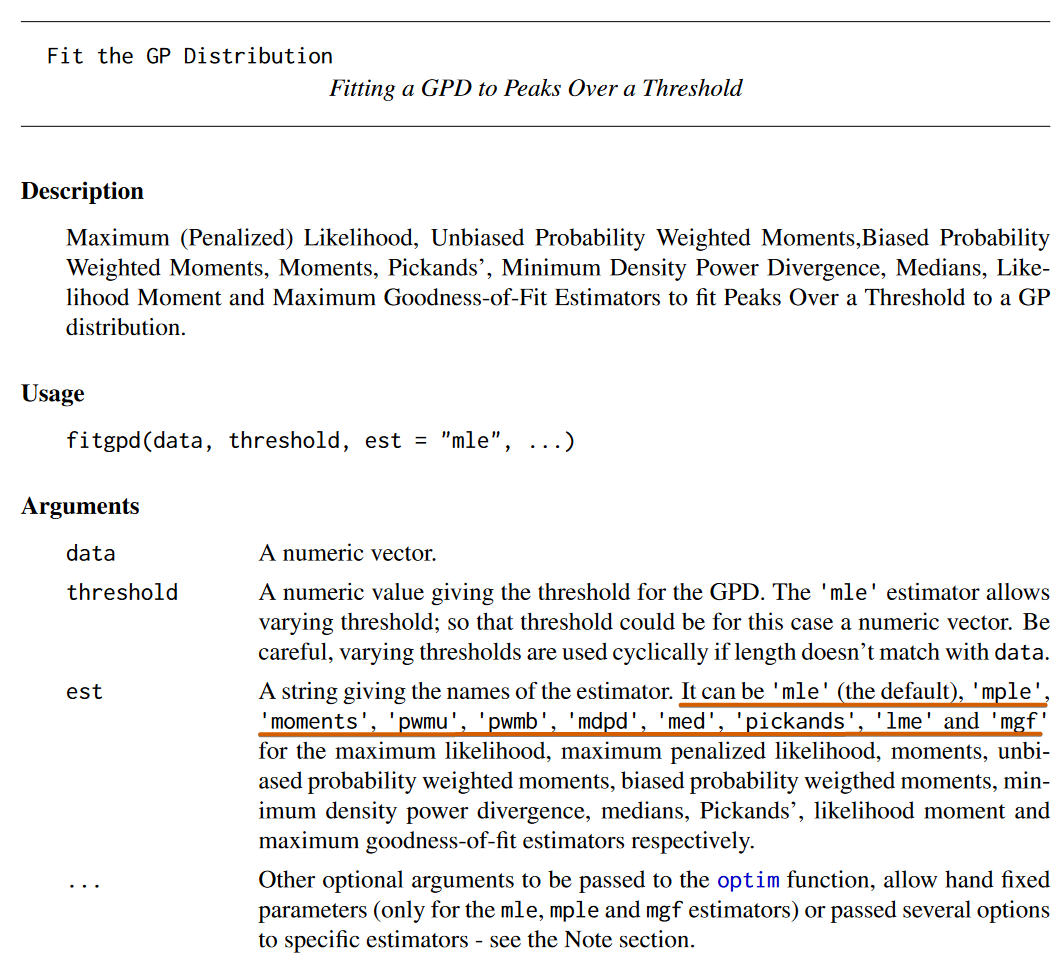 Fit the GP Distribution
Fitting a GPD to Peaks Over a Threshold
Description
Maximum (Penalized) Likelihood, Unbiased Probability Weighted Moments,Biased Probability
Weighted Moments, Moments, Pickands’, Minimum Density Power Divergence, Medians, Like-
lihood Moment and Maximum Goodness-of-Fit Estimators to fit Peaks Over a Threshold to a GP
distribution.
Usage
fitgpd(data, threshold, est = "mle", ...)
Arguments
data A numeric vector.
threshold A numeric value giving the threshold for the GPD. The 'mle' estimator allows
varying threshold; so that threshold could be for this case a numeric vector. Be
careful, varying thresholds are used cyclically if length doesn’t match with data.
est A string giving the names of the estimator. It can be 'mle' (the default), 'mple',
'moments', 'pwmu', 'pwmb', 'mdpd', 'med', 'pickands', 'lme' and 'mgf'
for the maximum likelihood, maximum penalized likelihood, moments, unbi-
ased probability weighted moments, biased probability weigthed moments, min-
imum density power divergence, medians, Pickands’, likelihood moment and
maximum goodness-of-fit estimators respectively.
... Other optional arguments to be passed to the optim function, allow hand fixed
parameters (only for the mle, mple and mgf estimators) or passed several options
to specific estimators - see the Note section.